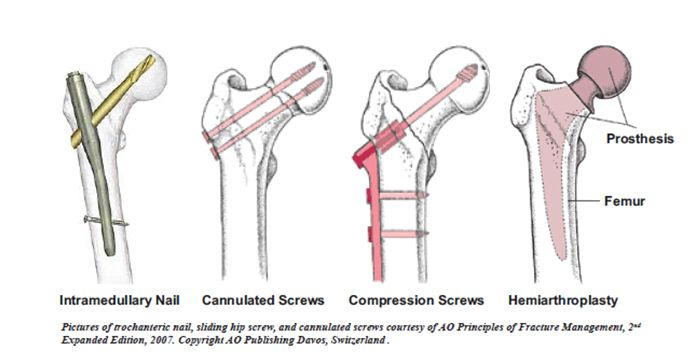 Prosthesis
Femur
Intramedullary Nail
Cannulated Screws
Compression Screws
Hemiarthroplasty
Pictures of trochanteric nail, sliding hip screw, and cannulated screws courtesy of AO Principles of Fracture Management, 2nd
Expanded Edition, 2007. Copyright AO Publishing Davos, Switzerland .